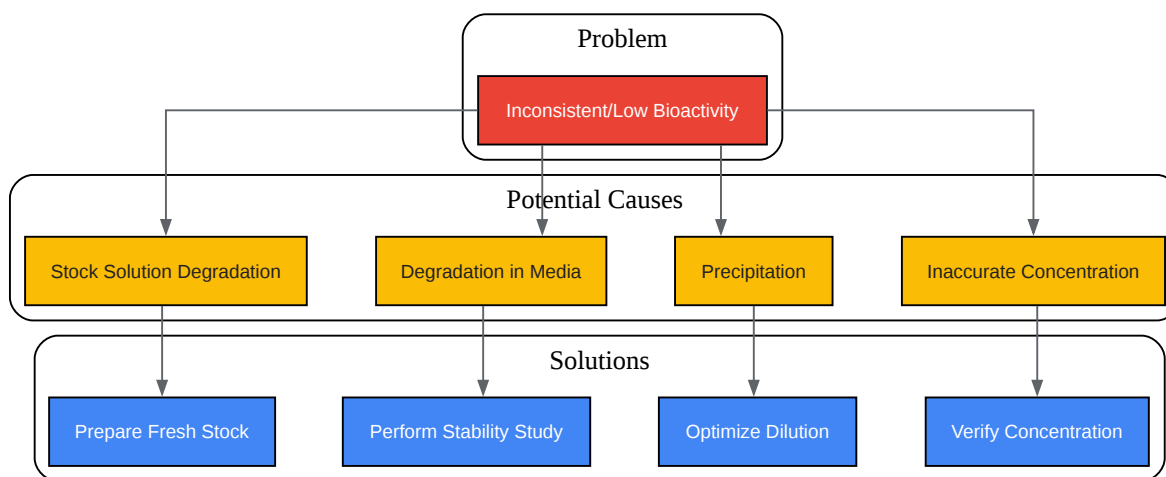 Problem
Inconsistent/Low Bioactivity
Potential Causes
Stock Solution Degradation
Degradation in Media
Precipitation
Inaccurate Concentration
Solutions
Prepare Fresh Stock
Perform Stability Study
Optimize Dilution
Verify Concentration